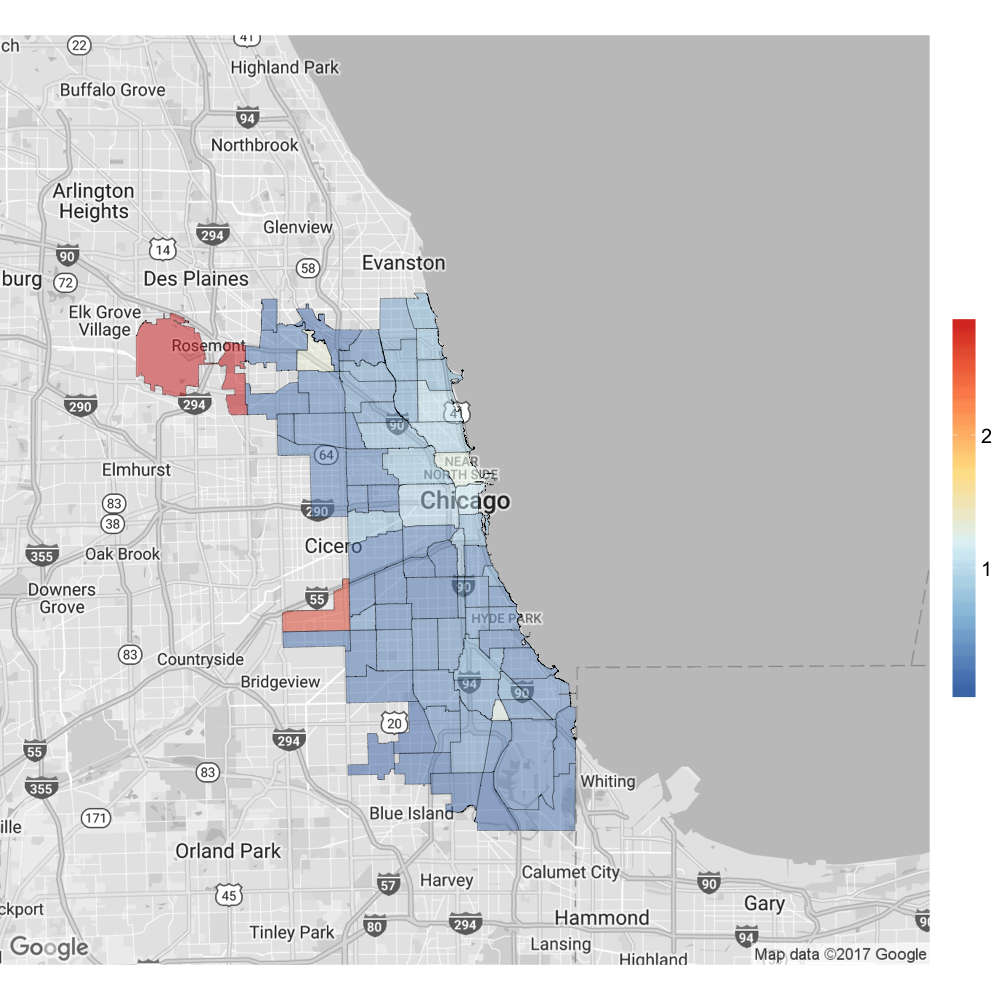 ch
22
41
Highland Park
Buffalo Grove
94
Northbrook
Arlington
Heights
Glenview
294
90
14
Evanston
58
burg
72
Des Plaines
Elk Grove
Village
Rosemont
290
294
41
90
2
64
NEAR
NORTH SIDE
Elmhurst
83
Chicago
290
38
355
Oak Brook
Cicero
1
Downers
Grove
55
90
HYDE PARK
83
Countryside
Bridgeview
94
90
20
55
294
83
Whiting
355
171
Blue Island
ille
Orland Park
Calumet City
57
Harvey
90
45
Gary
ckport
Hammond
80
294
90
Tinley Park
94
Lansing
Google
Map data ©2017 Google
Highland